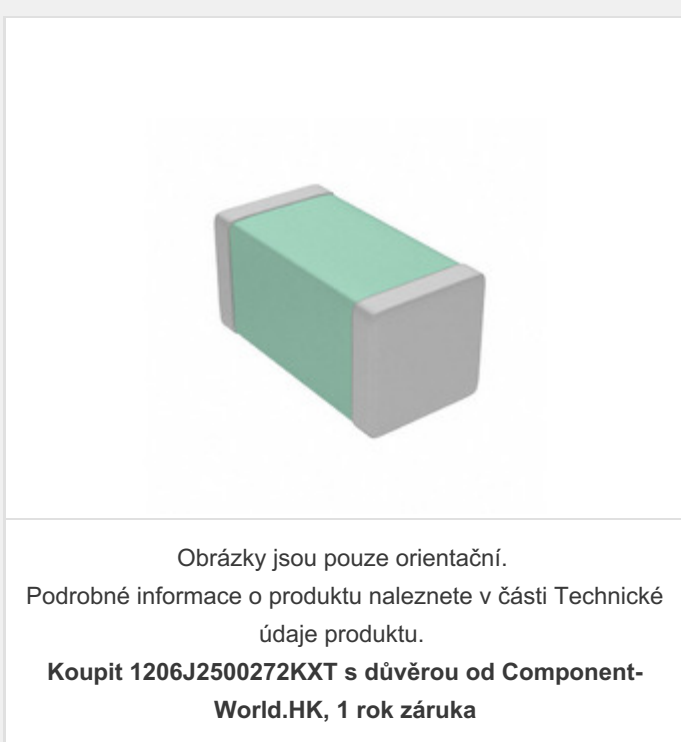 Obrázky jsou pouze orientační.
Podrobné informace o produktu naleznete v části Technické
údaje produktu.
Koupit 1206J2500272KXT s důvěrou od Component-
World.HK, 1 rok záruka